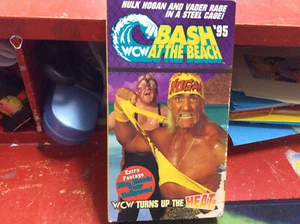 HULK HOGAN AND VADER RAGE
IN A STEEL CAGE!
BASH '95
WCW AT THE BEACH
HOGAN
Extra
Footage
WCW TURNS UP THE HEAT